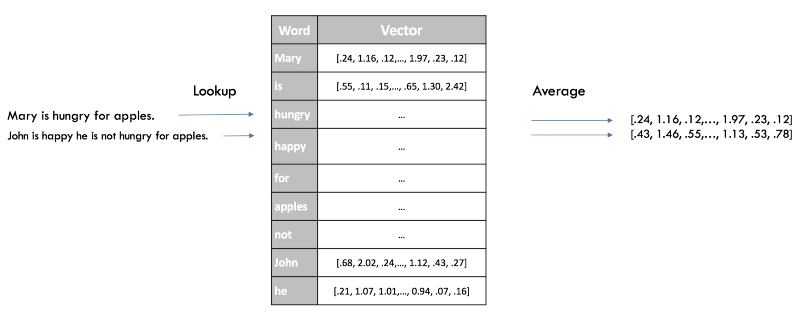 Word Vector
Mary [.24, 1.16, .12,..., 1.97, .23, .12]
Lookup
is [.55, .11, .15,..., .65, 1.30, 2.42]
Average
Mary is hungry for apples.
hungry ...
[.24, 1.16, .12,..., 1.97, .23, .12]
John is happy he is not hungry for apples.
[.43, 1.46, .55,..., 1.13, .53, .78]
happy ...
for ...
apples ...
not ...
John [.68, 2.02, .24,..., 1.12, .43, .27]
he [.21, 1.07, 1.01,..., 0.94, .07, .16]